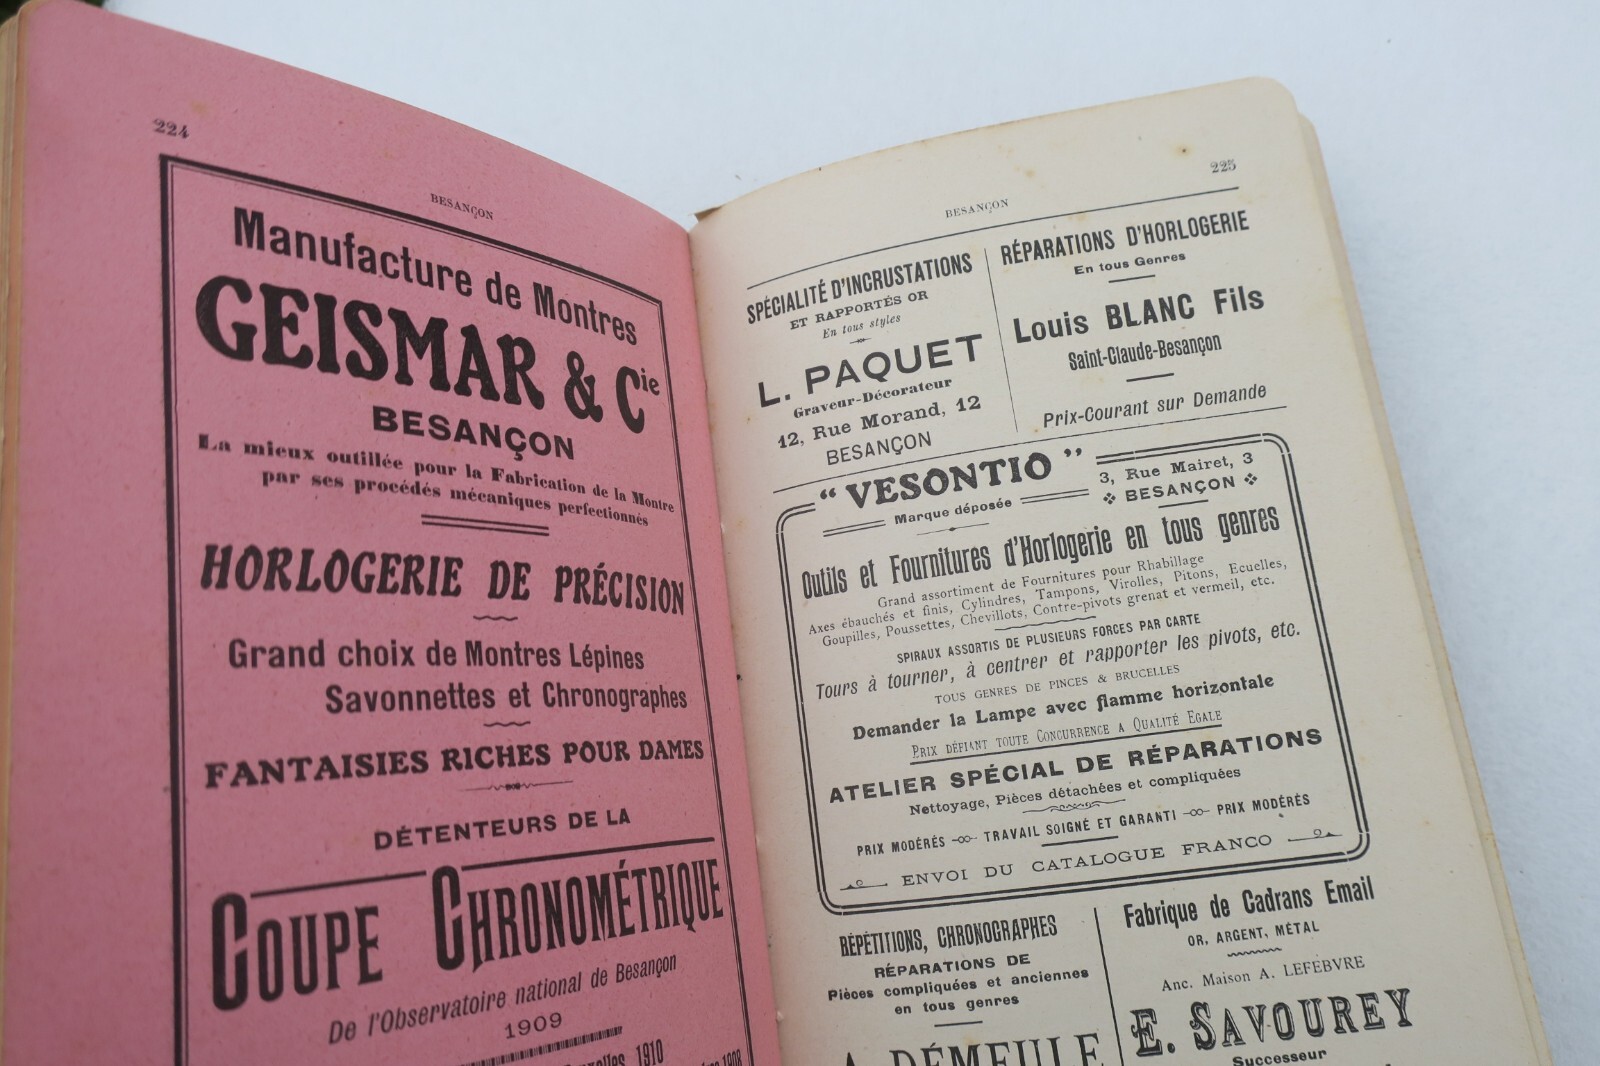 224
BESANÇON
Manufacture de Montres
GEISMAR & Cie
BESANÇON
La mieux outillée pour la Fabrication de la Montre
par ses procédés mécaniques perfectionnés
HORLOGERIE DE PRÉCISION
Grand choix de Montres Lépines
Savonnettes et Chronographes
FANTAISIES RICHES POUR DAMES
DÉTENTEURS DE LA
COUPE CHRONOMÉTRIQUE
De l'Observatoire national de Besançon
1909
1910
1908
225
BESANÇON
SPÉCIALITÉ D'INCRUSTATIONS
ET RAPPORTÉS OR
En tous styles
L. PAQUET
Graveur-Décorateur
12, Rue Morand, 12
BESANÇON
RÉPARATIONS D'HORLOGERIE
En tous Genres
Louis BLANC Fils
Saint-Claude-Besançon
Prix-Courant sur Demande
“ VESONTIO ”
Marque déposée
3, Rue Mairet, 3
BESANÇON
Outils et Fournitures d'Horlogerie en tous genres
Grand assortiment de Fournitures pour Rhabillage
Axes ébauchés et finis, Cylindres, Tampons, Virolles, Pitons, Ecuelles,
Goupilles, Poussettes, Chevillots, Contre-pivots grenat et vermeil, etc.
SPIRAUX ASSORTIS DE PLUSIEURS FORCES PAR CARTE
Tours à tourner, à centrer et rapporter les pivots, etc.
TOUS GENRES DE PINCES & BRUCELLES
Demander la Lampe avec flamme horizontale
PRIX DÉFIANT TOUTE CONCURRENCE A QUALITÉ EGALE
ATELIER SPÉCIAL DE RÉPARATIONS
Nettoyage, Pièces détachées et compliquées
PRIX MODÉRÉS TRAVAIL SOIGNÉ ET GARANTI PRIX MODÉRÉS
ENVOI DU CATALOGUE FRANCO
RÉPÉTITIONS, CHRONOGRAPHES
RÉPARATIONS DE
Pièces compliquées et anciennes
en tous genres
A. DÉMEULE
Fabrique de Cadrans Email
OR, ARGENT, MÉTAL
Anc. Maison A. LEFEBVRE
E. SAVOUREY
Successeur